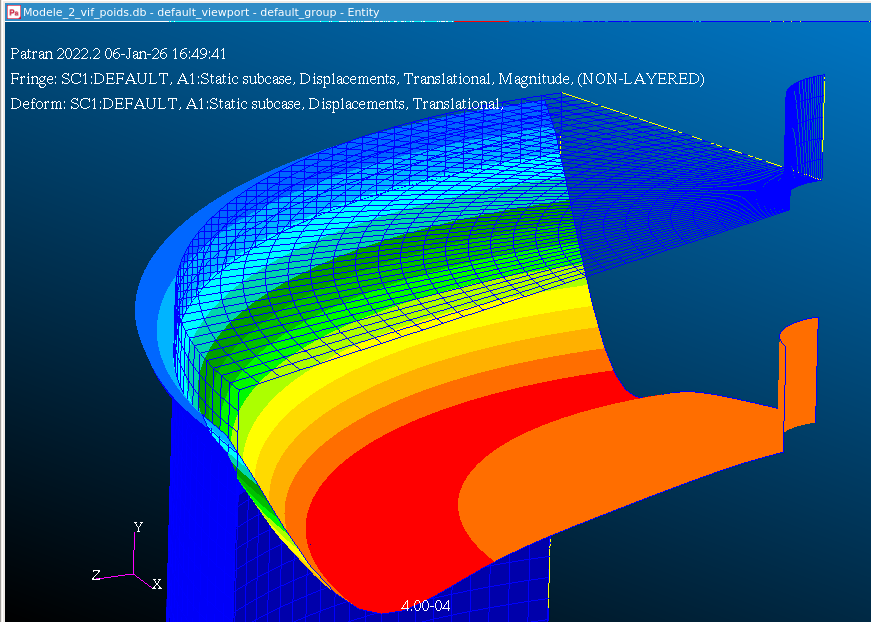 Modele_2_vif_poids.db - default_viewport - default_group - Entity
Patran 2022.2 06-Jan-26 16:49:41
Fringe: SC1:DEFAULT, A1:Static subcase, Displacements, Translational, Magnitude, (NON-LAYERED)
Deform: SC1:DEFAULT, A1:Static subcase, Displacements, Translational,
Y
Z
X
4.00-04